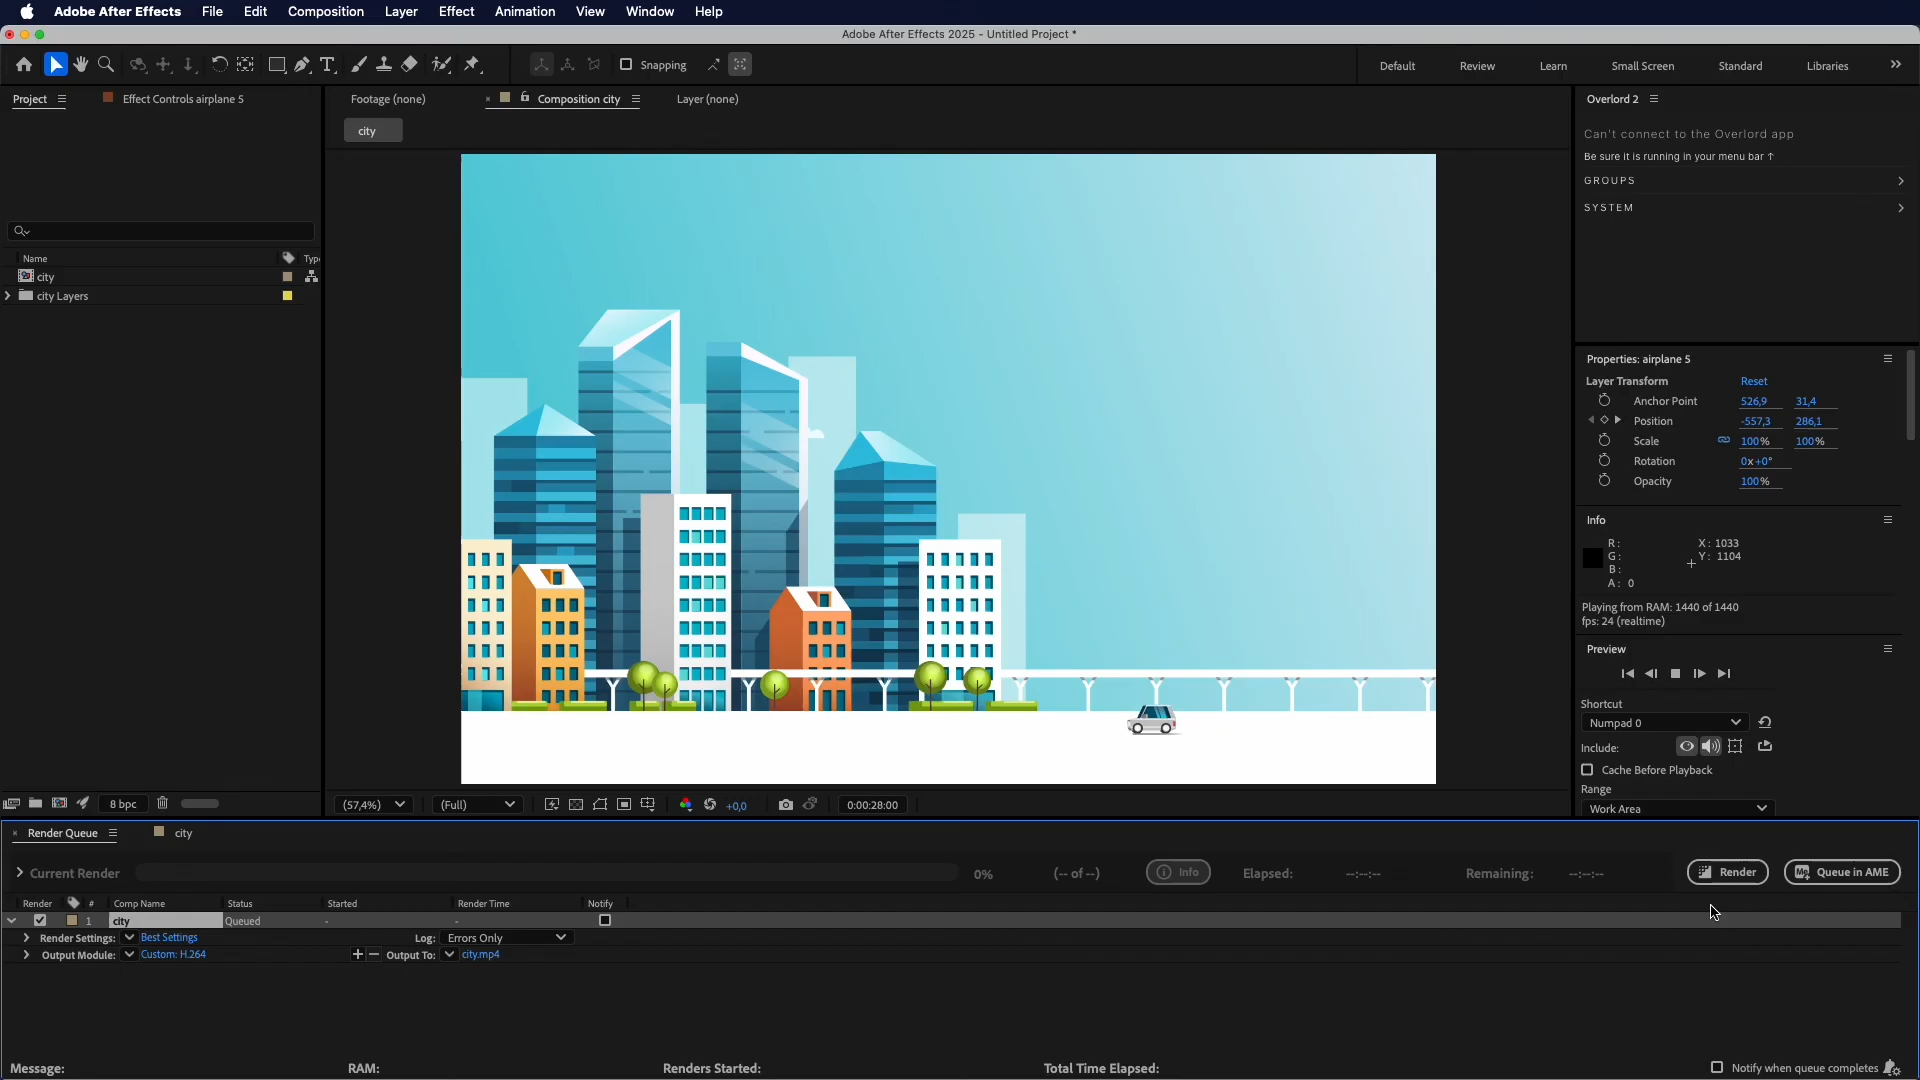 Adobe After Effects File Edit Composition Layer Effect Animation View Window Help
Adobe After Effects 2025 - Untitled Project *
Snapping
Default Review Learn Small Screen Standard Libraries
Project
Effect Controls airplane 5
Footage (none)
Composition city
Layer (none)
city
Name
Type
city
city Layers
8 bpc
(57,4%)
(Full)
+0,0
0:00:28:00
Overlord 2
Can't connect to the Overlord app
Be sure it is running in your menu bar ↑
GROUPS
SYSTEM
Properties: airplane 5
Layer Transform Reset
Anchor Point 526,9 31,4
Position -557,3 286,1
Scale 100% 100%
Rotation 0x+0°
Opacity 100%
Info
R: X: 1033
G: Y: 1104
B:
A: 0
Playing from RAM: 1440 of 1440
fps: 24 (realtime)
Preview
Shortcut
Numpad 0
Include:
Cache Before Playback
Range
Work Area
Render Queue
city
Current Render 0% (-- of --) Info Elapsed: --:--:-- Remaining: --:--:-- Render Queue in AME
Render # Comp Name Status Started Render Time Notify
1 city Queued - -
Render Settings: Best Settings Log: Errors Only
Output Module: Custom: H.264 + − Output To: city.mp4
Message: RAM: Renders Started: Total Time Elapsed: Notify when queue completes